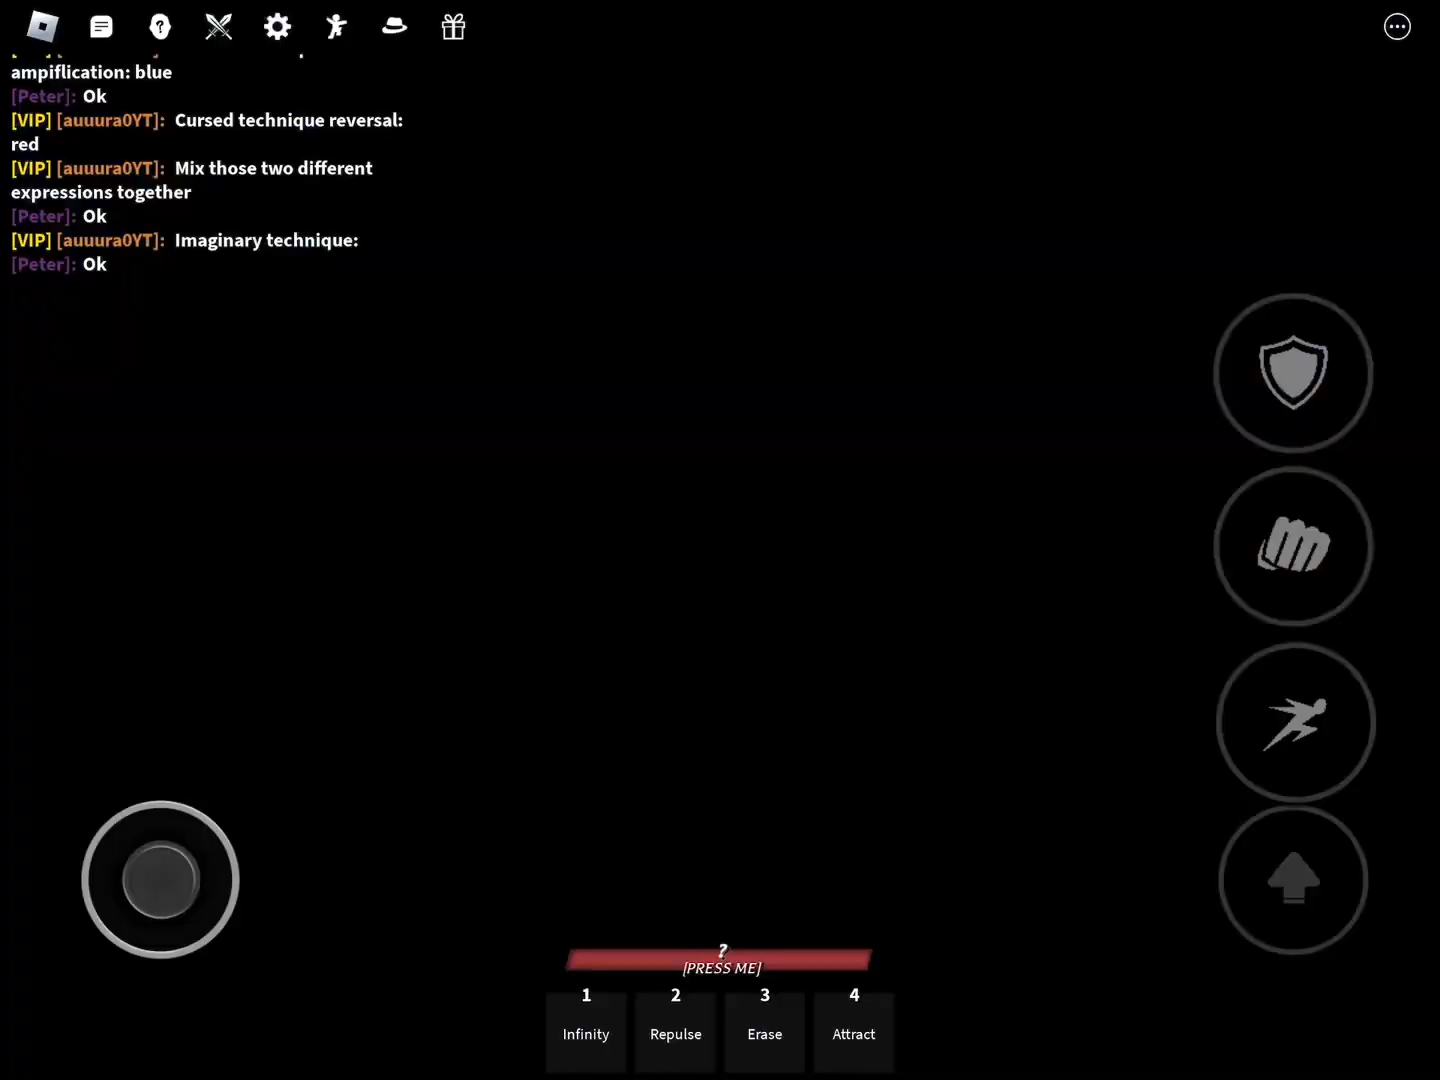 ampiflication: blue
[Peter]: Ok
[VIP] [auuura0YT]: Cursed technique reversal:
red
[VIP] [auuura0YT]: Mix those two different
expressions together
[Peter]: Ok
[VIP] [auuura0YT]: Imaginary technique:
[Peter]: Ok
?
[PRESS ME]
1 2 3 4
Infinity Repulse Erase Attract